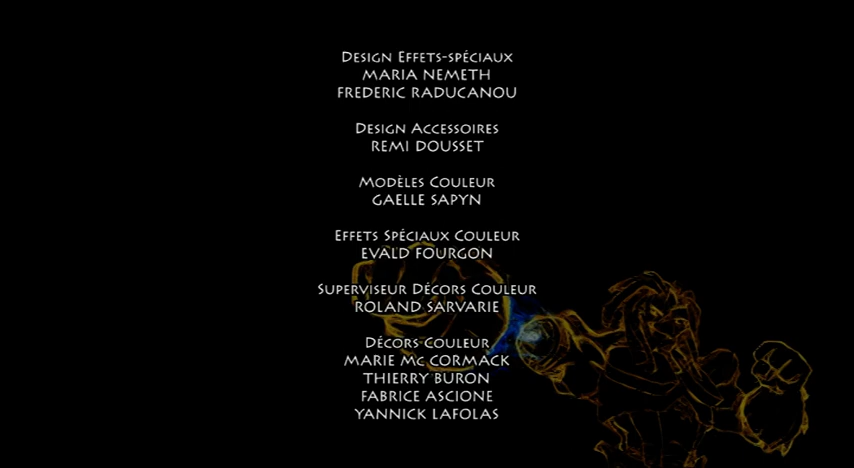 Design Effets-spéciaux
MARIA NEMETH
FREDERIC RADUCANOU
Design Accessoires
REMI DOUSSET
Modèles Couleur
GAELLE SAPYN
Effets Spéciaux Couleur
EVALD FOURGON
Superviseur Décors Couleur
ROLAND SARVARIE
Décors Couleur
MARIE Mc CORMACK
THIERRY BURON
FABRICE ASCIONE
YANNICK LAFOLAS